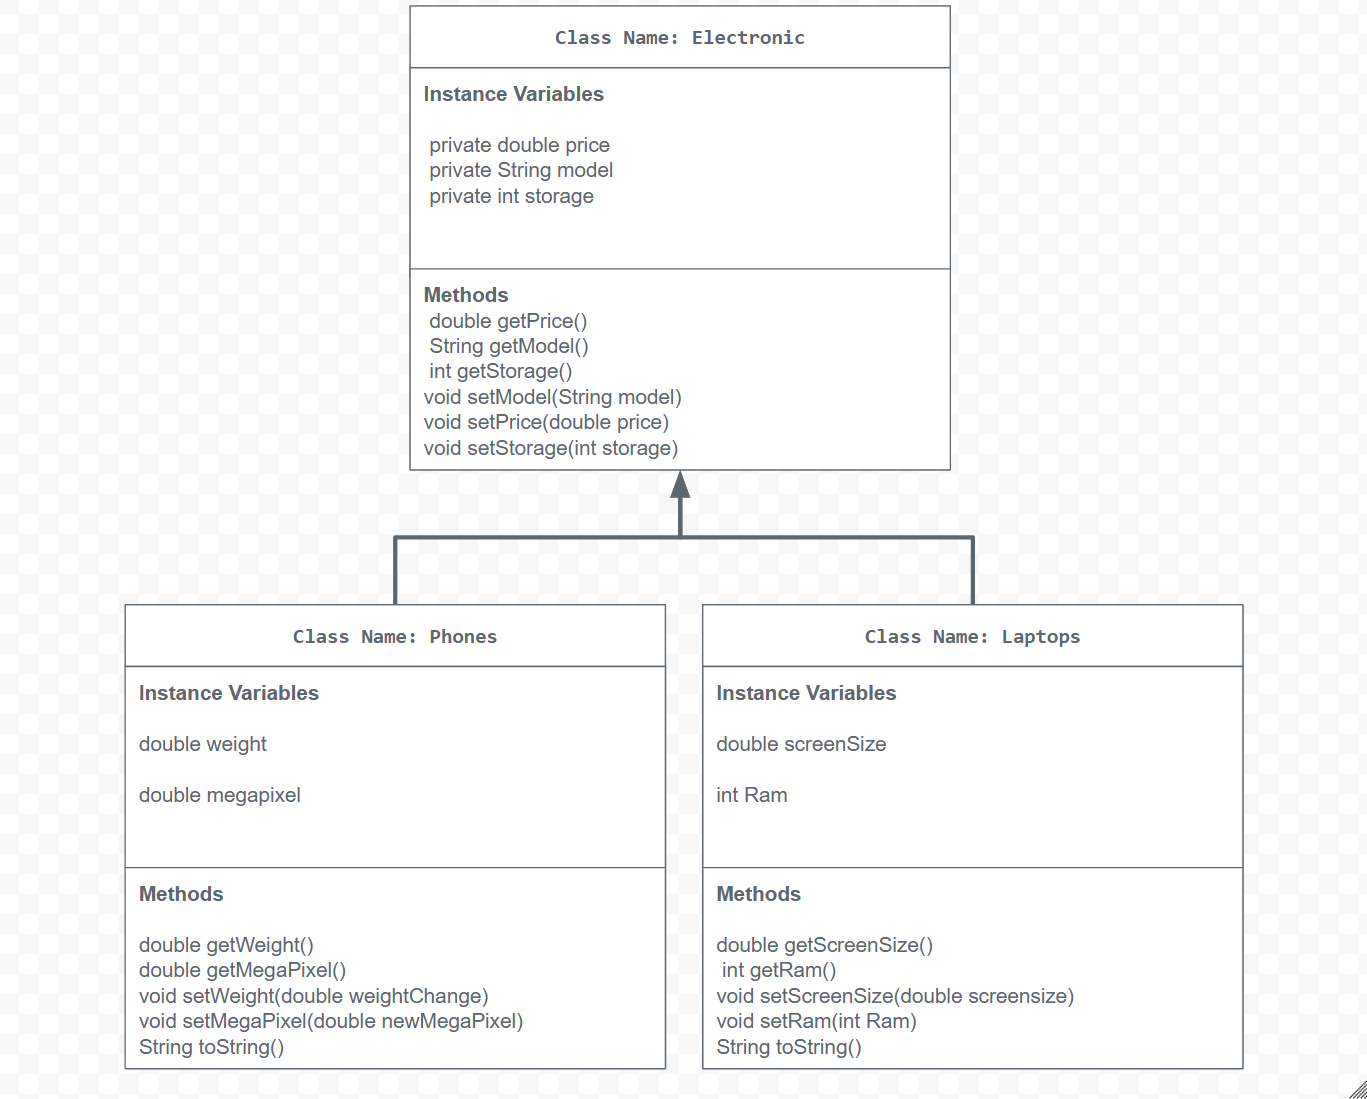 Class Name: Electronic
Instance Variables
private double price
private String model
private int storage
Methods
double getPrice()
String getModel()
int getStorage()
void setModel(String model)
void setPrice(double price)
void setStorage(int storage)
Class Name: Phones
Instance Variables
double weight
double megapixel
Methods
double getWeight()
double getMegaPixel()
void setWeight(double weightChange)
void setMegaPixel(double newMegaPixel)
String toString()
Class Name: Laptops
Instance Variables
double screenSize
int Ram
Methods
double getScreenSize()
int getRam()
void setScreenSize(double screensize)
void setRam(int Ram)
String toString()